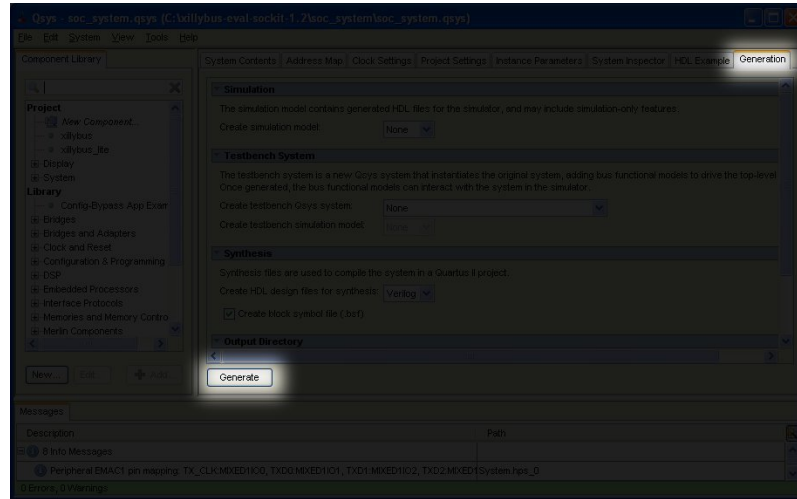 Qsys - soc_system.qsys (C:\xillybus-eval-sockit-1.2\soc_system\soc_system.qsys)
File Edit System View Tools Help
Component Library
System Contents Address Map Clock Settings Project Settings Instance Parameters System Inspector HDL Example Generation
Simulation
The simulation model contains generated HDL files for the simulator, and may include simulation-only features.
Create simulation model: None
Testbench System
The testbench system is a new Qsys system that instantiates the original system, adding bus functional models to drive the top-level
Once generated, the bus functional models can interact with the system in the simulator.
Create testbench Qsys system: None
Create testbench simulation model: None
Synthesis
Synthesis files are used to compile the system in a Quartus II project.
Create HDL design files for synthesis: Verilog
Create block symbol file (.bsf)
Output Directory
Generate
Project
New Component...
xillybus
xillybus_lite
Display
System
Library
Config-Bypass App Exam
Bridges
Bridges and Adapters
Clock and Reset
Configuration & Programming
DSP
Embedded Processors
Interface Protocols
Memories and Memory Contro
Merlin Components
New... Edit... Add...
Messages
Description Path
8 Info Messages
Peripheral EMAC1 pin mapping: TX_CLK:MIXED1IO0, TXD0:MIXED1IO1, TXD1:MIXED1IO2, TXD2:MIXED1 System.hps_0
0 Errors, 0 Warnings